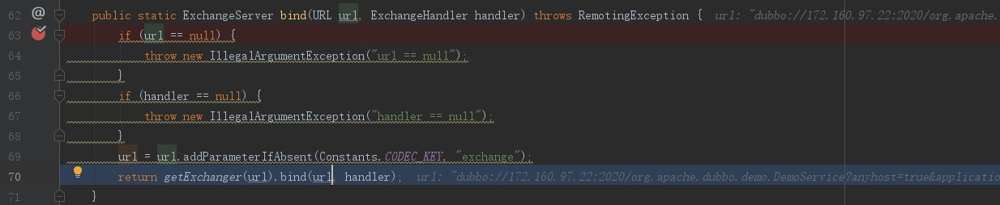 62 @ public static ExchangeServer bind(URL url, ExchangeHandler handler) throws RemotingException { url: "dubbo://172.160.97.22:2020/org.apache.
63 if (url == null) {
64 throw new IllegalArgumentException("url == null");
65 }
66 if (handler == null) {
67 throw new IllegalArgumentException("handler == null");
68 }
69 url = url.addParameterIfAbsent(Constants.CODEC_KEY, "exchange");
70 return getExchanger(url).bind(url, handler); url: "dubbo://172.160.97.22:2020/org.apache.dubbo.demo.DemoService?anyhost=true&applicatio
71 }